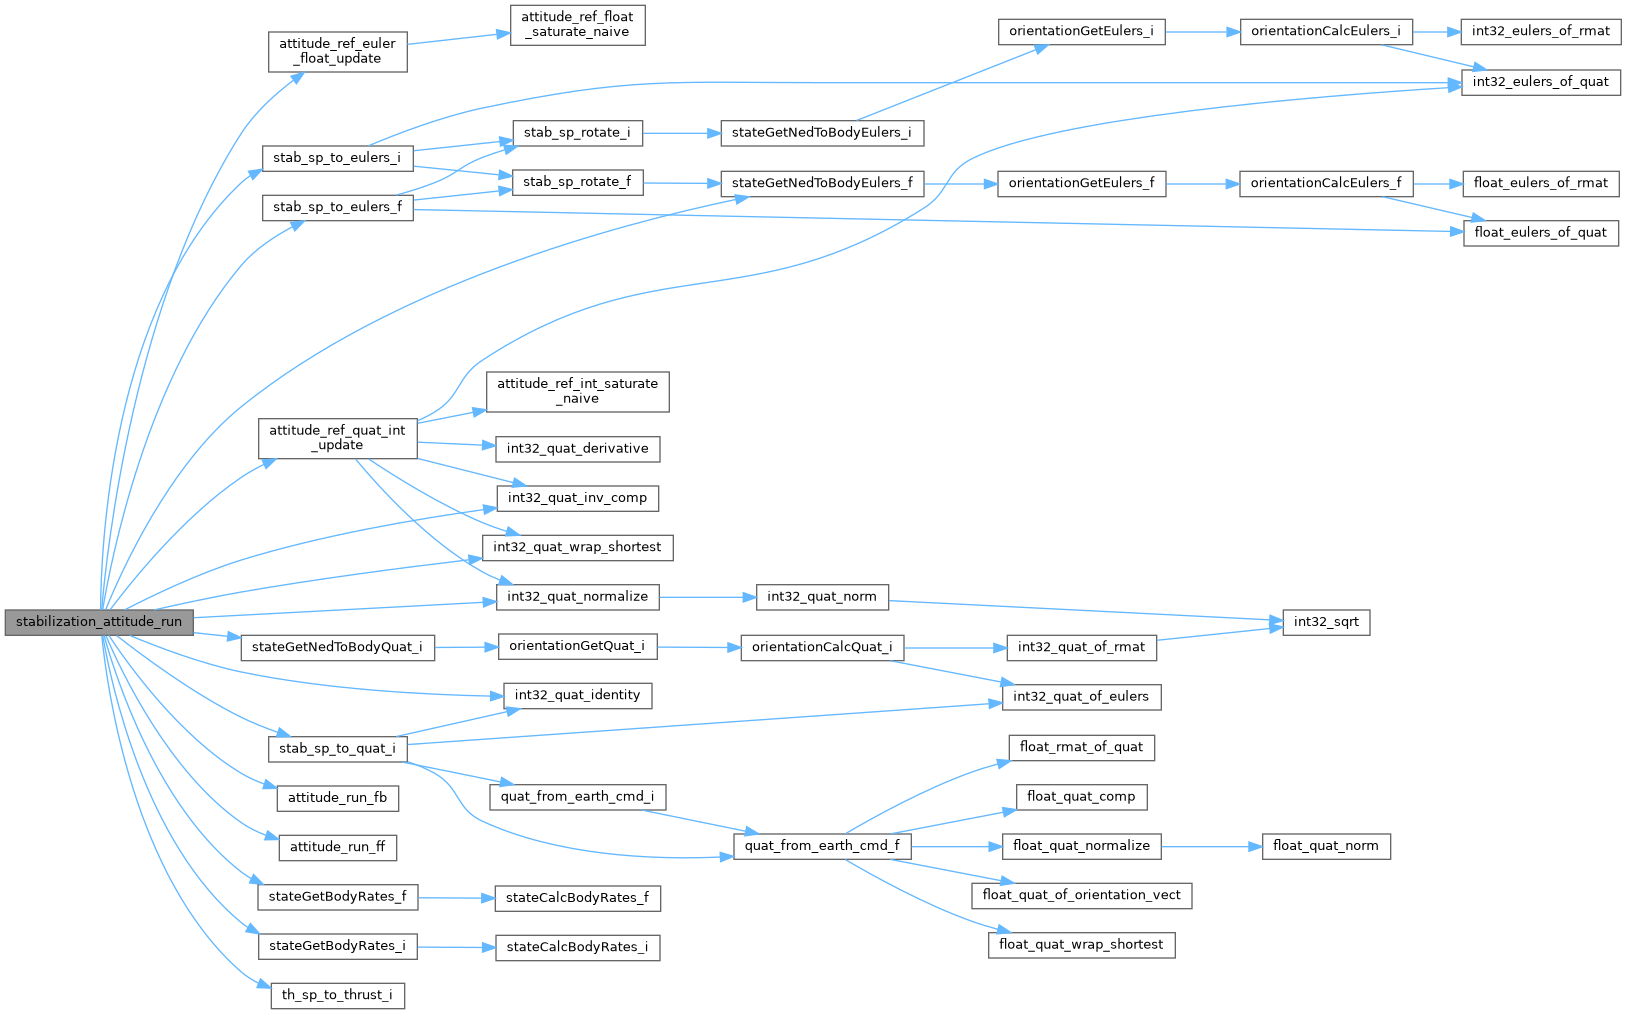 attitude_ref_euler
_float_update
attitude_ref_float
_saturate_naive
orientationGetEulers_i
orientationCalcEulers_i
int32_eulers_of_rmat
int32_eulers_of_quat
stab_sp_to_eulers_i
stab_sp_rotate_i
stateGetNedToBodyEulers_i
stab_sp_to_eulers_f
stab_sp_rotate_f
stateGetNedToBodyEulers_f
orientationGetEulers_f
orientationCalcEulers_f
float_eulers_of_rmat
float_eulers_of_quat
attitude_ref_int_saturate
_naive
attitude_ref_quat_int
_update
int32_quat_derivative
int32_quat_inv_comp
int32_quat_wrap_shortest
int32_quat_normalize
int32_quat_norm
int32_sqrt
stabilization_attitude_run
stateGetNedToBodyQuat_i
orientationGetQuat_i
orientationCalcQuat_i
int32_quat_of_rmat
int32_quat_identity
int32_quat_of_eulers
stab_sp_to_quat_i
float_rmat_of_quat
attitude_run_fb
quat_from_earth_cmd_i
float_quat_comp
attitude_run_ff
quat_from_earth_cmd_f
float_quat_normalize
float_quat_norm
stateGetBodyRates_f
stateCalcBodyRates_f
float_quat_of_orientation_vect
stateGetBodyRates_i
stateCalcBodyRates_i
float_quat_wrap_shortest
th_sp_to_thrust_i